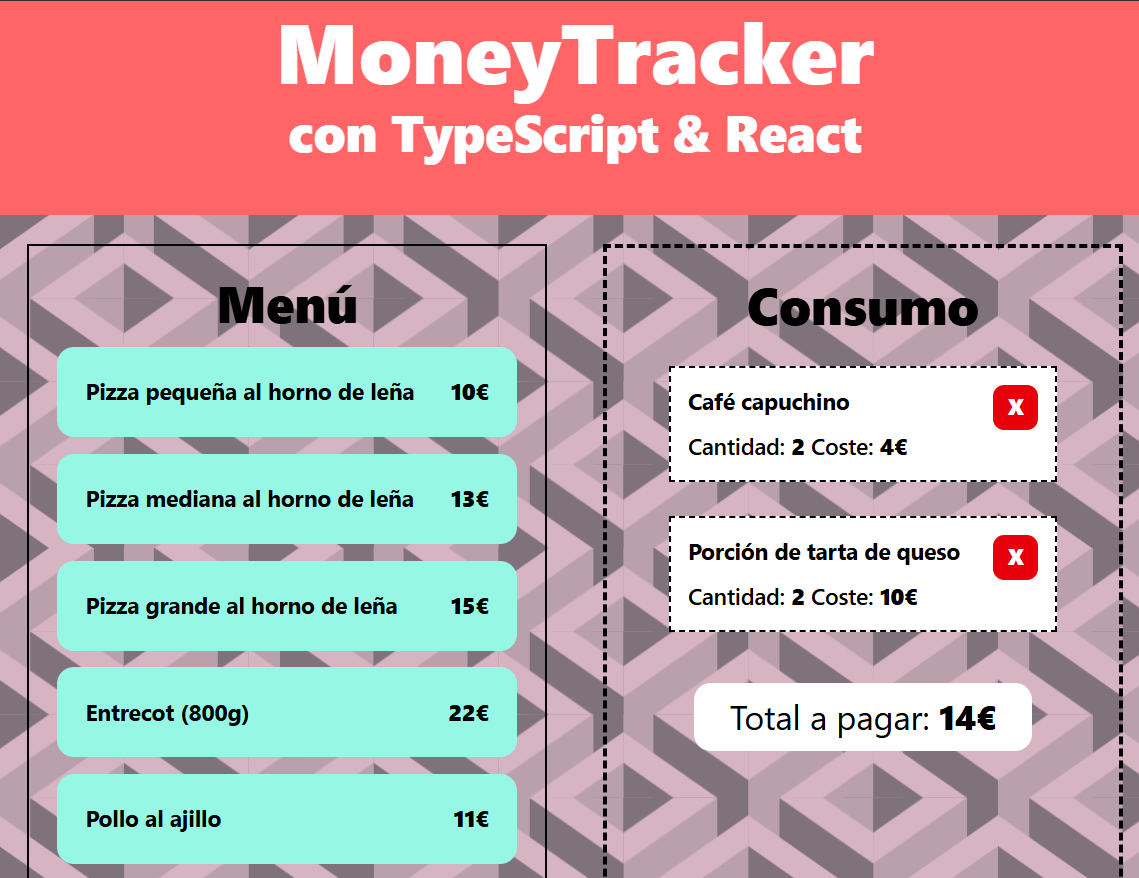 MoneyTracker
con TypeScript & React
Menú
Pizza pequeña al horno de leña 10€
Pizza mediana al horno de leña 13€
Pizza grande al horno de leña 15€
Entrecot (800g) 22€
Pollo al ajillo 11€
Consumo
Café capuchino X
Cantidad: 2 Coste: 4€
Porción de tarta de queso X
Cantidad: 2 Coste: 10€
Total a pagar: 14€